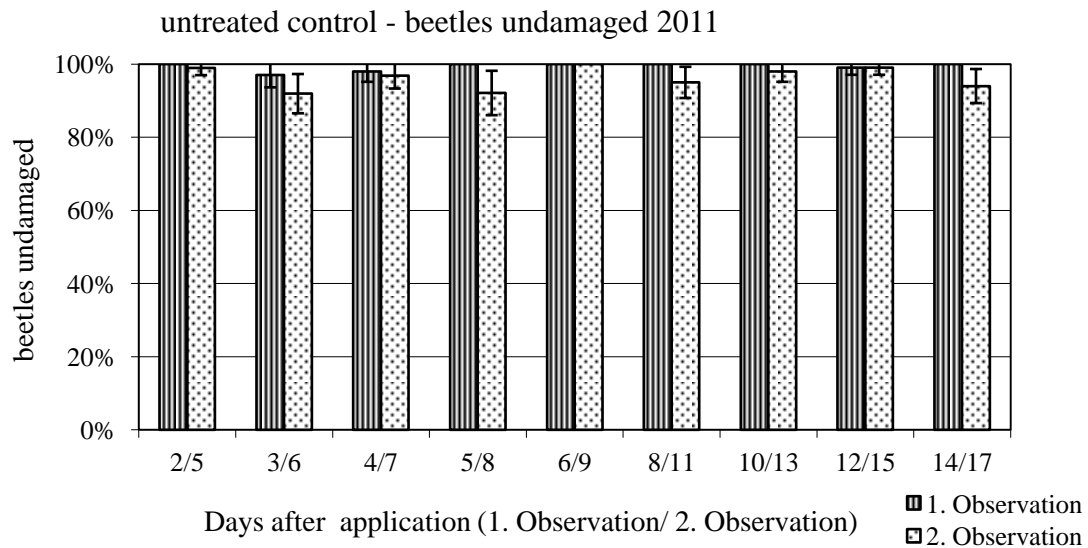 untreated control - beetles undamaged 2011
beetles undamaged
100%
80%
60%
40%
20%
0%
2/5 3/6 4/7 5/8 6/9 8/11 10/13 12/15 14/17
Days after application (1. Observation/ 2. Observation)
1. Observation
2. Observation